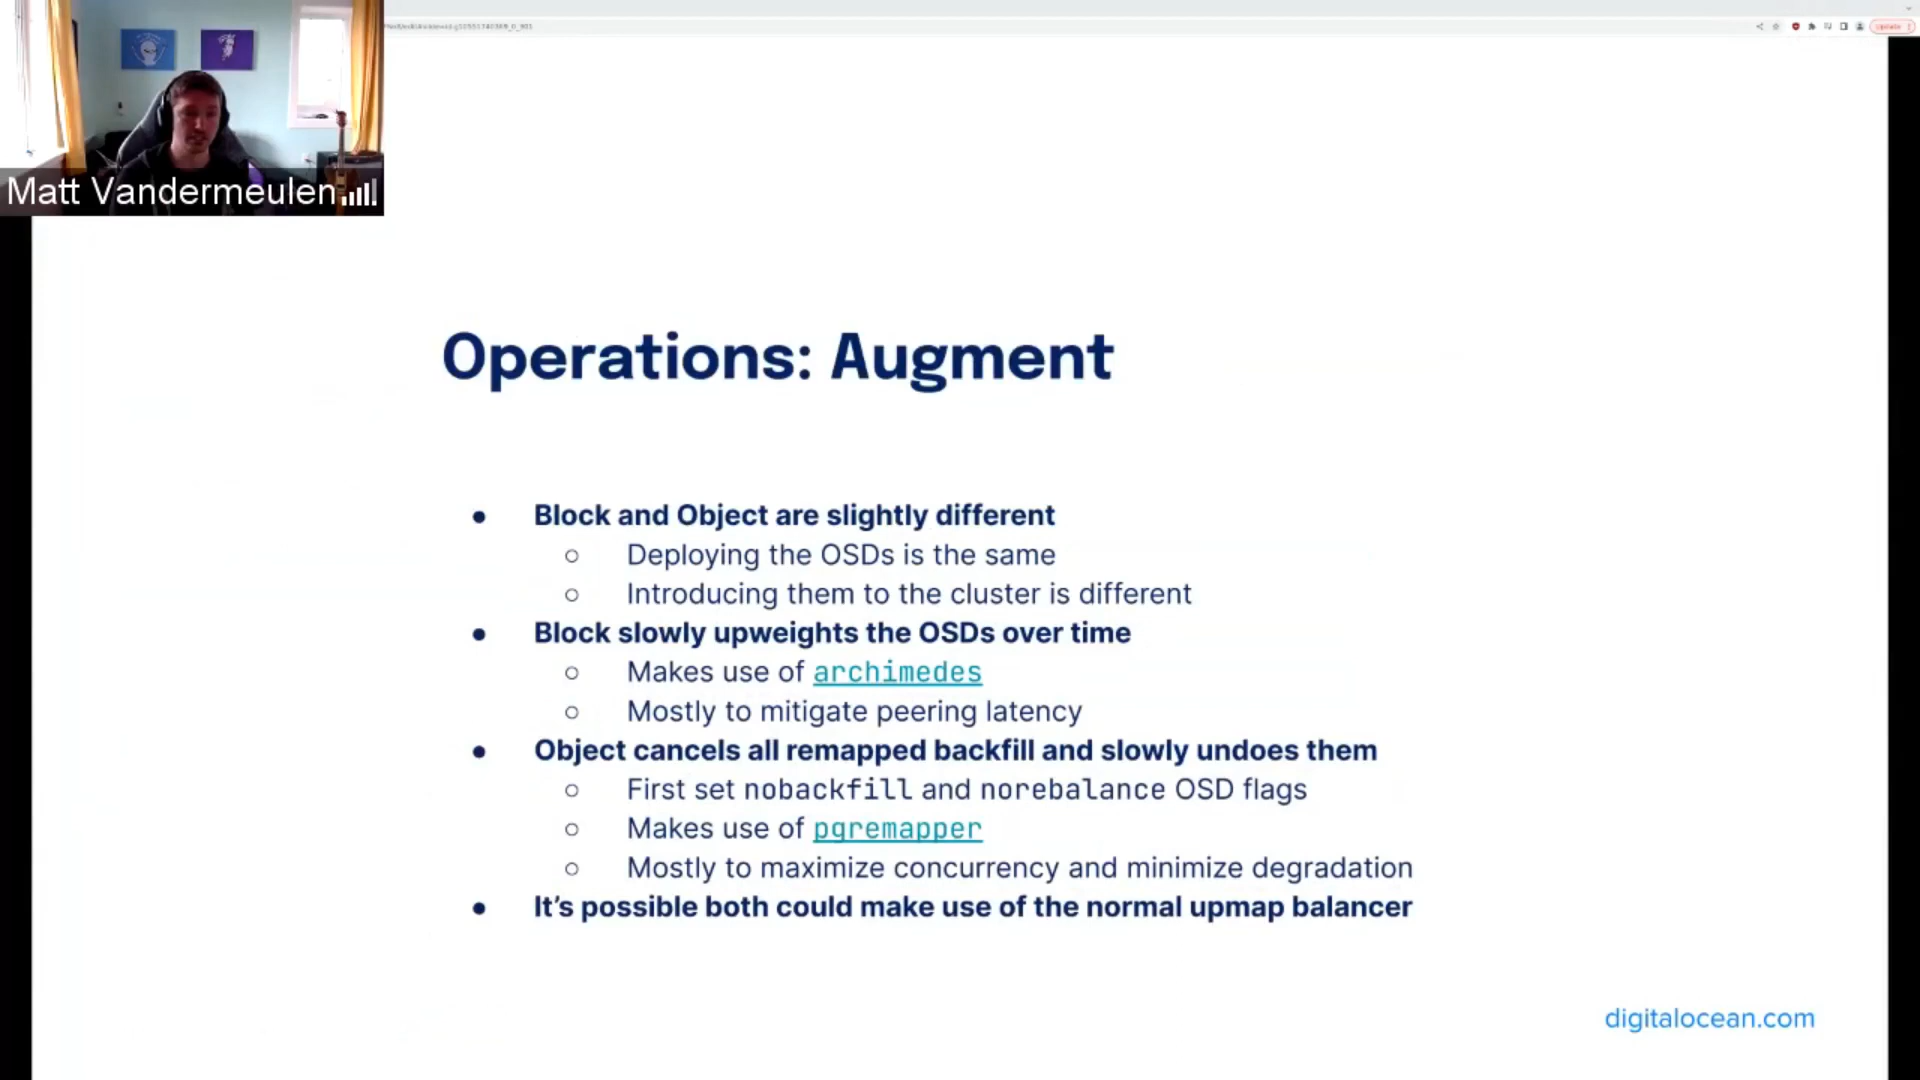 Matt Vandermeulen
Update
Operations: Augment
● Block and Object are slightly different
○ Deploying the OSDs is the same
○ Introducing them to the cluster is different
● Block slowly upweights the OSDs over time
○ Makes use of archimedes
○ Mostly to mitigate peering latency
● Object cancels all remapped backfill and slowly undoes them
○ First set nobackfill and norebalance OSD flags
○ Makes use of pgremapper
○ Mostly to maximize concurrency and minimize degradation
● It’s possible both could make use of the normal upmap balancer
digitalocean.com